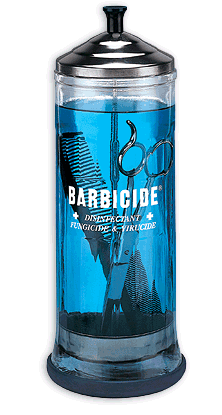 BARBICIDE®
✚ DISINFECTANT ✚
FUNGICIDE & VIRUCIDE